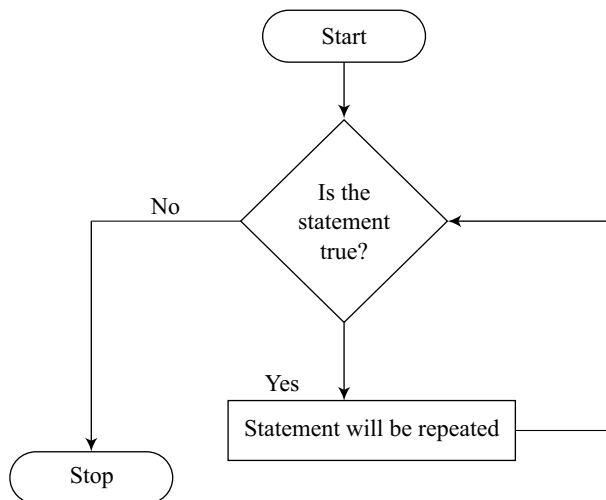 Start
Is the
statement
true?
No
Yes
Statement will be repeated
Stop